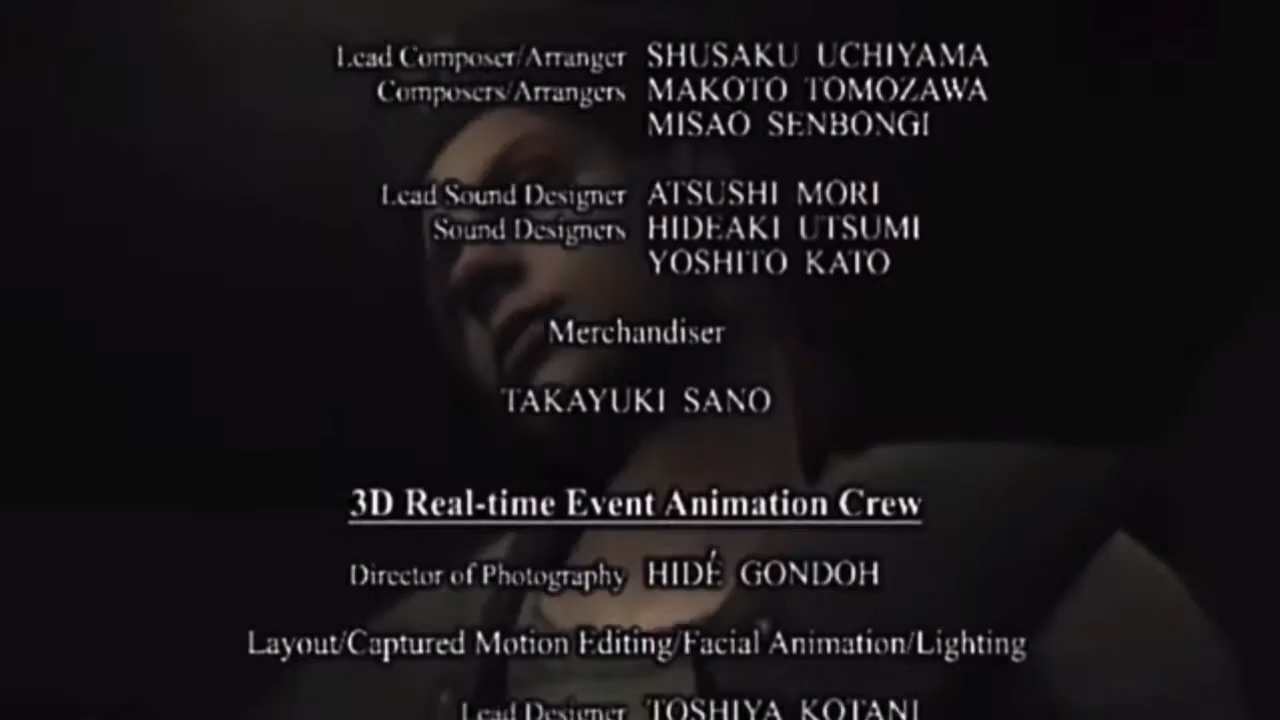 Lead Composer/Arranger SHUSAKU UCHIYAMA
Composers/Arrangers MAKOTO TOMOZAWA
MISAO SENBONGI
Lead Sound Designer ATSUSHI MORI
Sound Designers HIDEAKI UTSUMI
YOSHITO KATO
Merchandiser
TAKAYUKI SANO
3D Real-time Event Animation Crew
Director of Photography HIDÉ GONDOH
Layout/Captured Motion Editing/Facial Animation/Lighting
Lead Designer TOSHIYA KOTANI